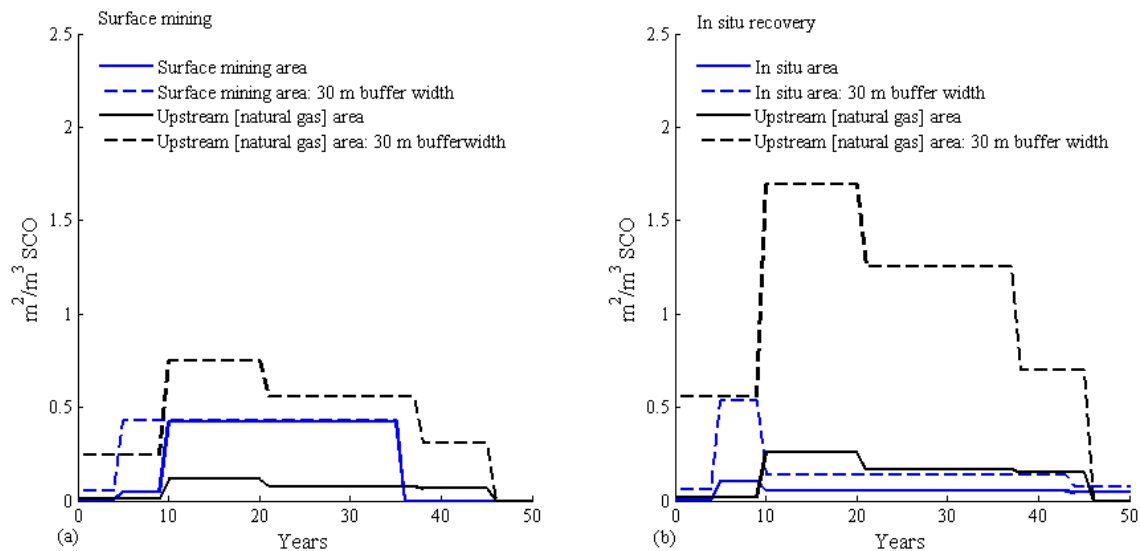 Surface mining
2.5
Surface mining area
Surface mining area: 30 m buffer width
Upstream [natural gas] area
Upstream [natural gas] area: 30 m bufferwidth
2
1.5
1
0.5
0
m²/m³ SCO
0 10 20 30 40 50
(a)
Years
In situ recovery
2.5
In situ area
In situ area: 30 m buffer width
Upstream [natural gas] area
Upstream [natural gas] area: 30 m buffer width
2
1.5
1
0.5
0
m²/m³ SCO
0 10 20 30 40 50
(b)
Years